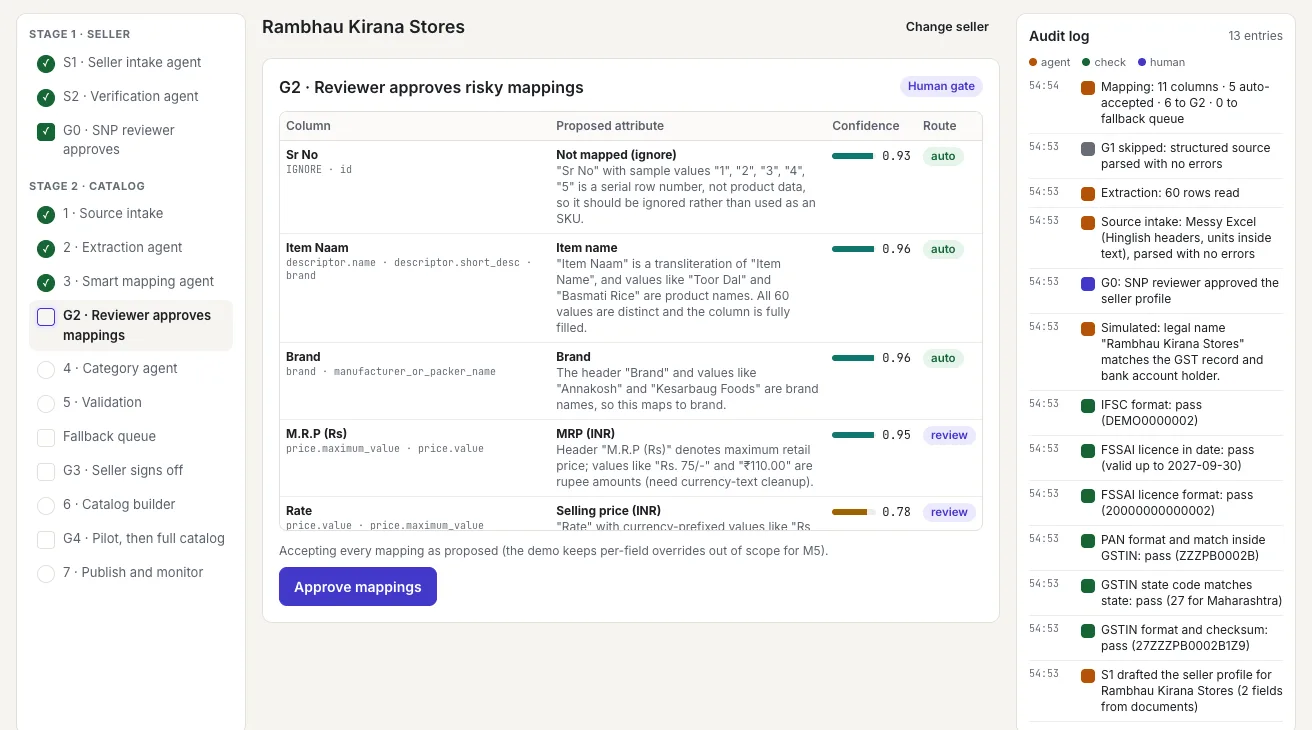 STAGE 1 · SELLER
S1 · Seller intake agent
S2 · Verification agent
G0 · SNP reviewer
approves
STAGE 2 · CATALOG
1 · Source intake
2 · Extraction agent
3 · Smart mapping agent
G2 · Reviewer approves
mappings
4 · Category agent
5 · Validation
Fallback queue
G3 · Seller signs off
6 · Catalog builder
G4 · Pilot, then full catalog
7 · Publish and monitor
Rambhau Kirana Stores
Change seller
G2 · Reviewer approves risky mappings
Human gate
Column Proposed attribute Confidence Route
Sr No
IGNORE · id
Not mapped (ignore)
"Sr No" with sample values "1", "2", "3", "4",
"5" is a serial row number, not product data,
so it should be ignored rather than used as an
SKU.
0.93 auto
Item Naam
descriptor.name · descriptor.short_desc ·
brand
Item name
"Item Naam" is a transliteration of "Item
Name", and values like "Toor Dal" and
"Basmati Rice" are product names. All 60
values are distinct and the column is fully
filled.
0.96 auto
Brand
brand · manufacturer_or_packer_name
Brand
The header "Brand" and values like
"Annakosh" and "Kesarbaug Foods" are brand
names, so this maps to brand.
0.96 auto
M.R.P (Rs)
price.maximum_value · price.value
MRP (INR)
Header "M.R.P (Rs)" denotes maximum retail
price; values like "Rs. 75/-" and "₹110.00" are
rupee amounts (need currency-text cleanup).
0.95 review
Rate
price.value · price.maximum_value
Selling price (INR)
"Rate" with currency-prefixed values like "Rs
0.78 review
Accepting every mapping as proposed (the demo keeps per-field overrides out of scope for M5).
Approve mappings
Audit log
13 entries
agent check human
54:54 Mapping: 11 columns · 5 auto-
accepted · 6 to G2 · 0 to
fallback queue
54:53 G1 skipped: structured source
parsed with no errors
54:53 Extraction: 60 rows read
54:53 Source intake: Messy Excel
(Hinglish headers, units inside
text), parsed with no errors
54:53 G0: SNP reviewer approved the
seller profile
54:53 Simulated: legal name
"Rambhau Kirana Stores"
matches the GST record and
bank account holder.
54:53 IFSC format: pass
(DEMO0000002)
54:53 FSSAI licence in date: pass
(valid up to 2027-09-30)
54:53 FSSAI licence format: pass
(20000000000002)
54:53 PAN format and match inside
GSTIN: pass (ZZZPB0002B)
54:53 GSTIN state code matches
state: pass (27 for Maharashtra)
54:53 GSTIN format and checksum:
pass (27ZZZPB0002B1Z9)
54:53 S1 drafted the seller profile for
Rambhau Kirana Stores (2 fields
from documents)